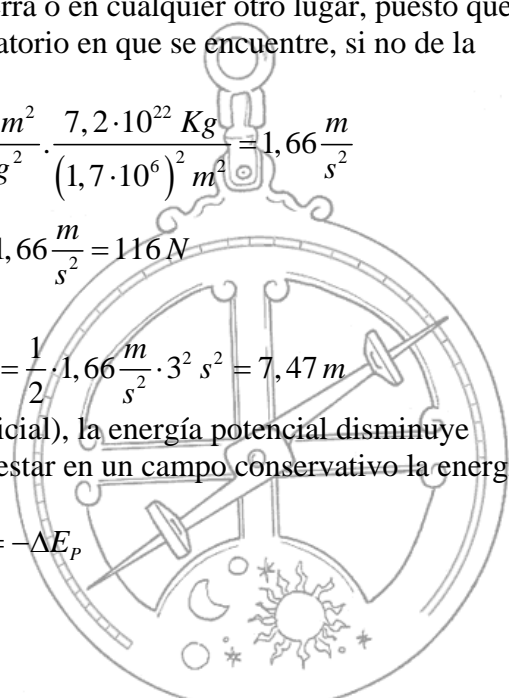 rra o en cualquier otro lugar, puesto que
atorio en que se encuentre, si no de la
m² / g² · 7,2·10²² Kg / (1,7·10⁶)² m² = 1,66 m/s²
1,66 m/s² = 116 N
= 1/2 · 1,66 m/s² · 3² s² = 7,47 m
icial), la energía potencial disminuye
estar en un campo conservativo la energ
= −ΔE_P